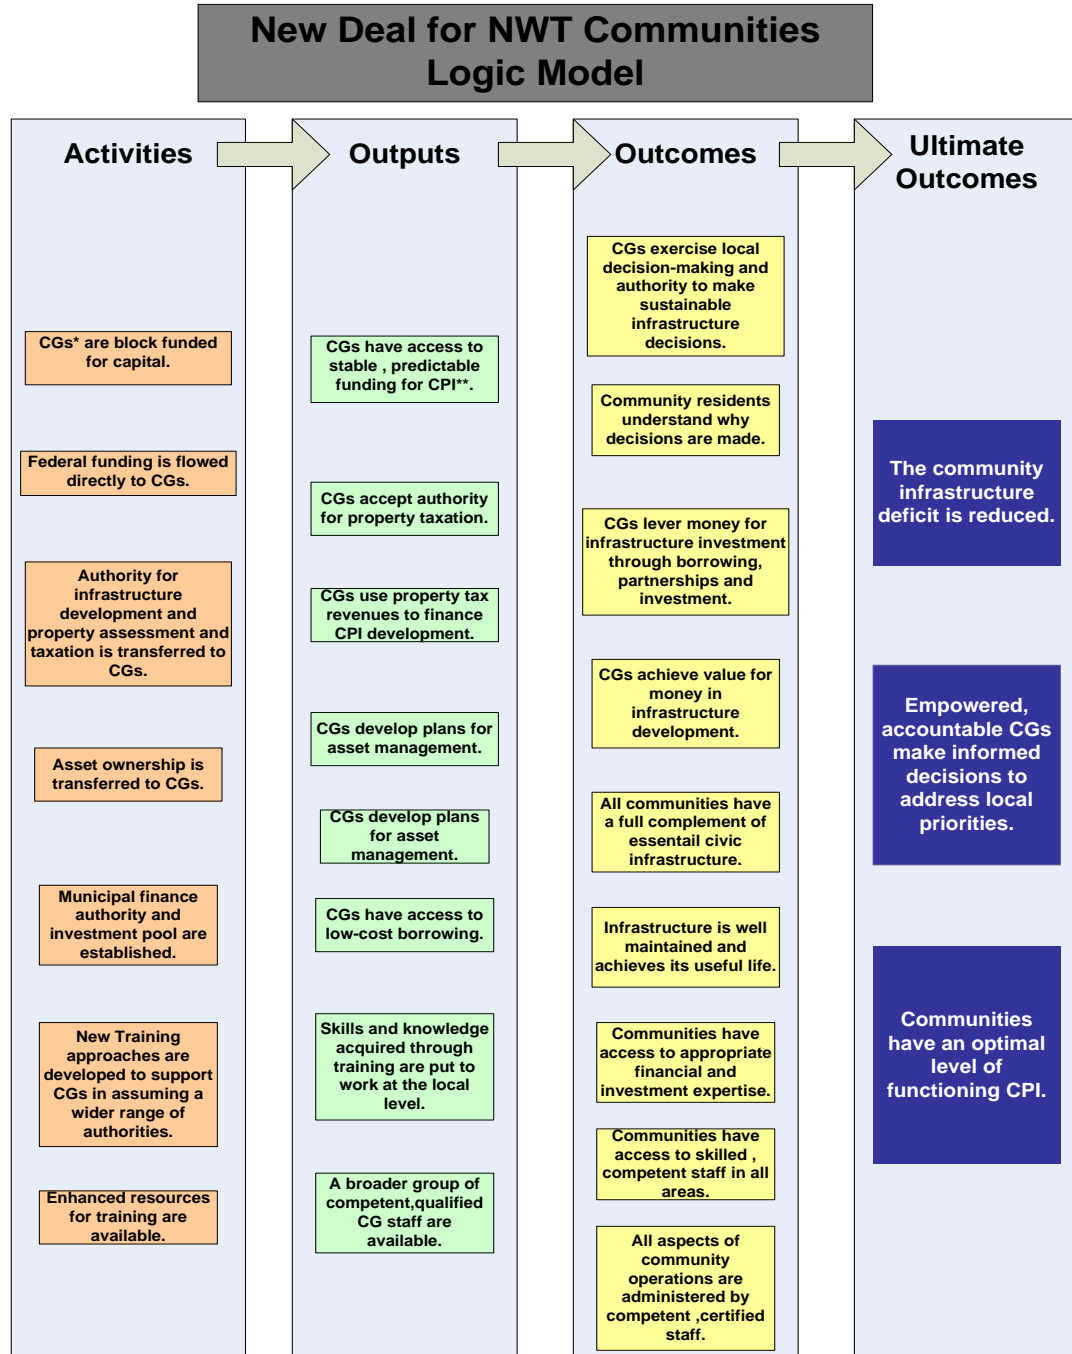 New Deal for NWT Communities
Logic Model
Activities
CGs* are block funded
for capital.
Federal funding is flowed
directly to CGs.
Authority for
infrastructure
development and
property assessment and
taxation is transferred to
CGs.
Asset ownership is
transferred to CGs.
Municipal finance
authority and
investment pool are
established.
New Training
approaches are
developed to support
CGs in assuming a
wider range of
authorities.
Enhanced resources
for training are
available.
Outputs
CGs have access to
stable , predictable
funding for CPI**.
CGs accept authority
for property taxation.
CGs use property tax
revenues to finance
CPI development.
CGs develop plans for
asset management.
CGs develop plans
for asset
management.
CGs have access to
low-cost borrowing.
Skills and knowledge
acquired through
training are put to
work at the local
level.
A broader group of
competent,qualified
CG staff are
available.
Outcomes
CGs exercise local
decision-making and
authority to make
sustainable
infrastructure
decisions.
Community residents
understand why
decisions are made.
CGs lever money for
infrastructure investment
through borrowing,
partnerships and
investment.
CGs achieve value for
money in
infrastructure
development.
All communities have
a full complement of
essentail civic
infrastructure.
Infrastructure is well
maintained and
achieves its useful life.
Communities have
access to appropriate
financial and
investment expertise.
Communities have
access to skilled ,
competent staff in all
areas.
All aspects of
community
operations are
administered by
competent ,certified
staff.
Ultimate
Outcomes
The community
infrastructure
deficit is reduced.
Empowered,
accountable CGs
make informed
decisions to
address local
priorities.
Communities
have an optimal
level of
functioning CPI.